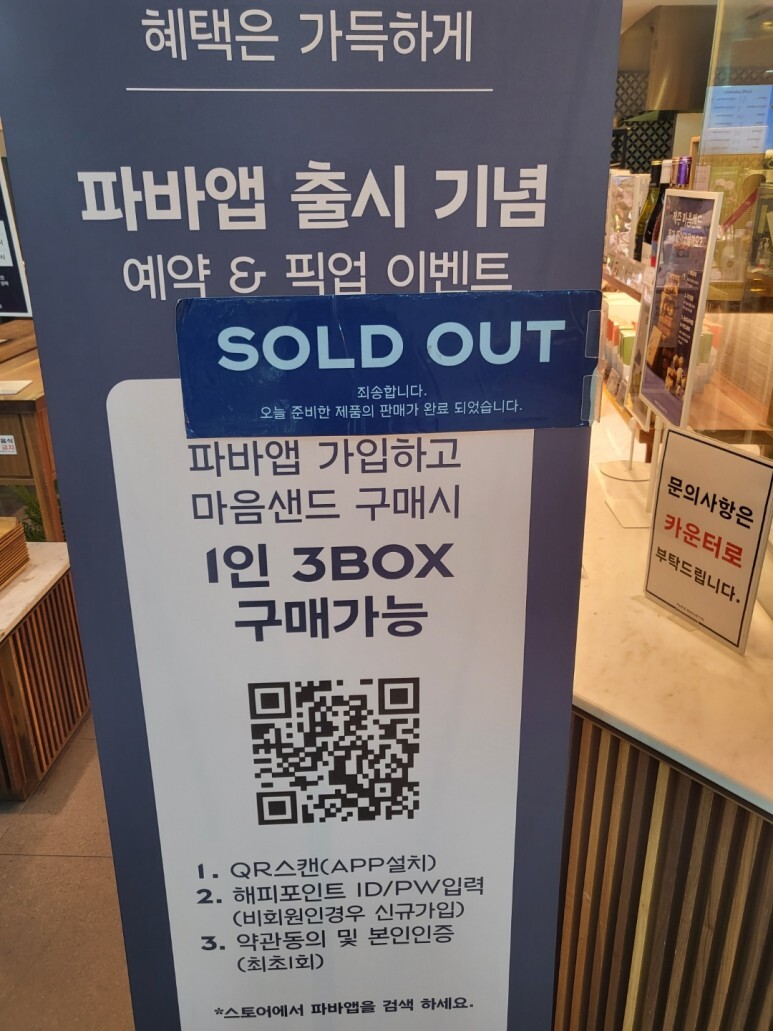 혜택은 가득하게
파바앱 출시 기념
예약 & 픽업 이벤트
SOLD OUT
죄송합니다.
오늘 준비한 제품의 판매가 완료 되었습니다.
파바앱 가입하고
마음샌드 구매시
1인 3BOX
구매가능
1. QR스캔(APP설치)
2. 해피포인트 ID/PW입력
(비회원인경우 신규가입)
3. 약관동의 및 본인인증
(최초1회)
*스토어에서 파바앱을 검색 하세요.
제주마음샌드
문의사항은
카운터로
부탁드립니다.